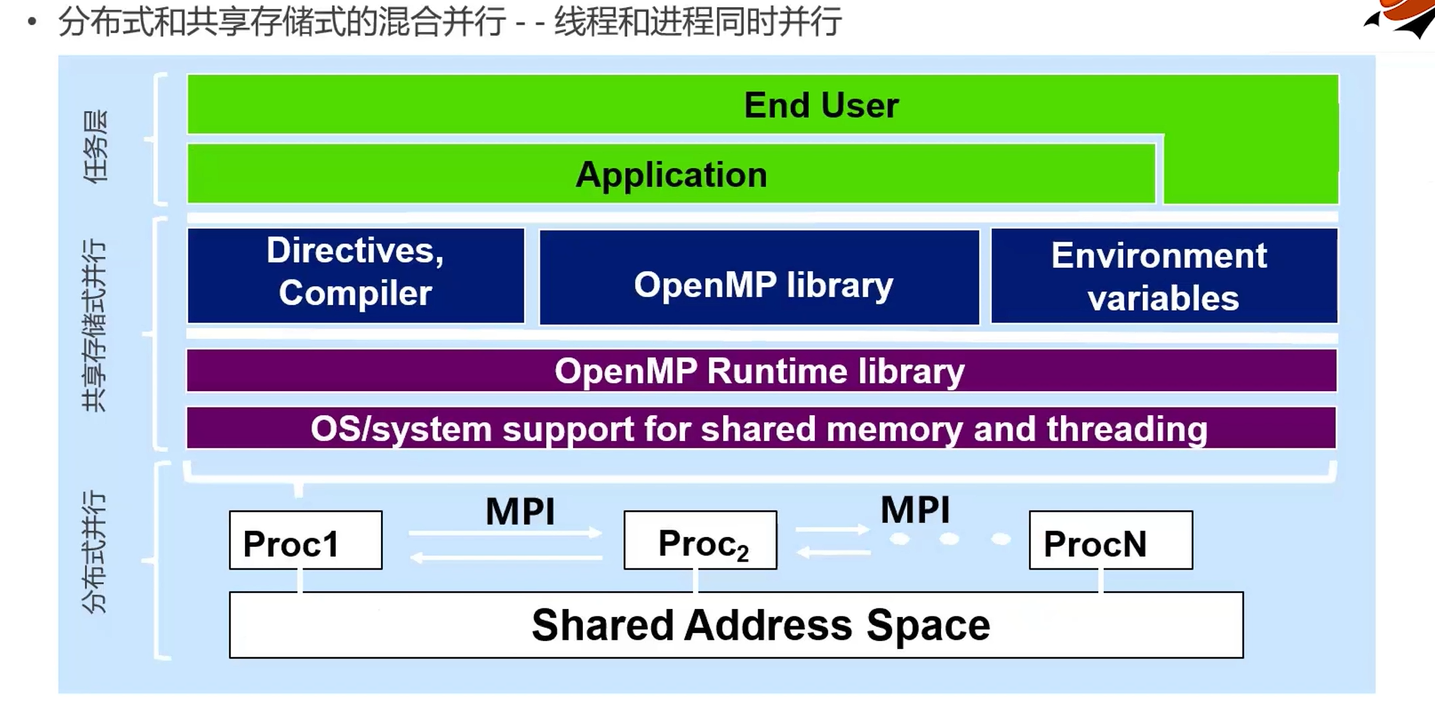 • 分布式和共享存储式的混合并行 - - 线程和进程同时并行
任务层
End User
Application
共享存储式并行
Directives,
Compiler
OpenMP library
Environment
variables
OpenMP Runtime library
OS/system support for shared memory and threading
分布式并行
MPI
MPI
Proc1
Proc₂
ProcN
Shared Address Space